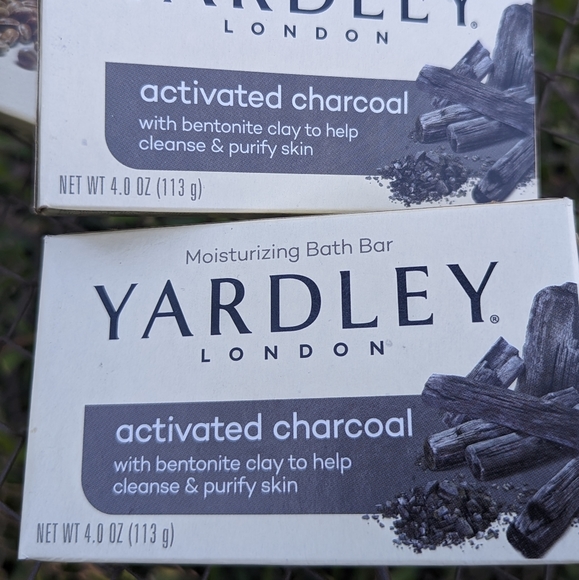 YARDLEY®
LONDON
activated charcoal
with bentonite clay to help
cleanse & purify skin
NET WT 4.0 OZ (113 g)
Moisturizing Bath Bar
YARDLEY®
LONDON
activated charcoal
with bentonite clay to help
cleanse & purify skin
NET WT 4.0 OZ (113 g)